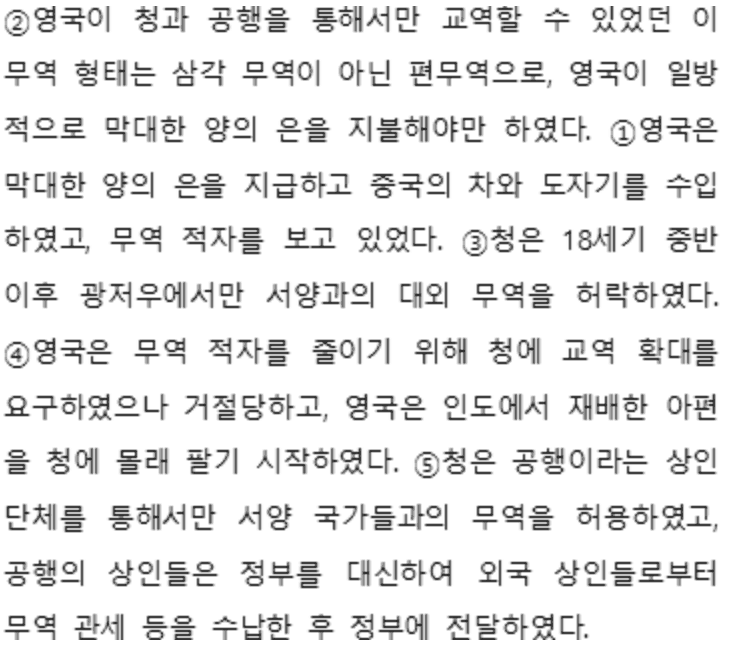 ②영국이 청과 공행을 통해서만 교역할 수 있었던 이
무역 형태는 삼각 무역이 아닌 편무역으로, 영국이 일방
적으로 막대한 양의 은을 지불해야만 하였다. ①영국은
막대한 양의 은을 지급하고 중국의 차와 도자기를 수입
하였고, 무역 적자를 보고 있었다. ③청은 18세기 중반
이후 광저우에서만 서양과의 대외 무역을 허락하였다.
④영국은 무역 적자를 줄이기 위해 청에 교역 확대를
요구하였으나 거절당하고, 영국은 인도에서 재배한 아편
을 청에 몰래 팔기 시작하였다. ⑤청은 공행이라는 상인
단체를 통해서만 서양 국가들과의 무역을 허용하였고,
공행의 상인들은 정부를 대신하여 외국 상인들로부터
무역 관세 등을 수납한 후 정부에 전달하였다.